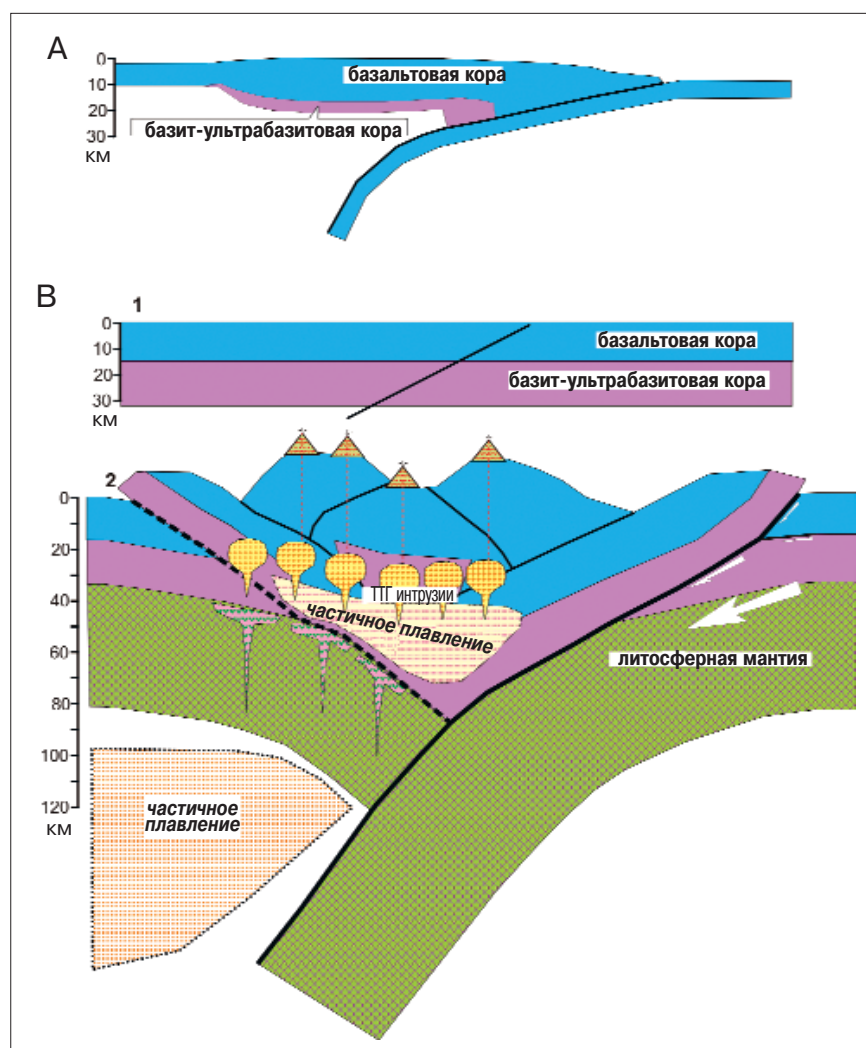 A
0
10
20
30
км
базальтовая кора
базит-ультрабазитовая кора
B
1
0
10
20
30
км
базальтовая кора
базит-ультрабазитовая кора
2
0
20
40
60
80
100
120
км
ТТГ интрузии
частичное плавление
литосферная мантия
частичное
плавление